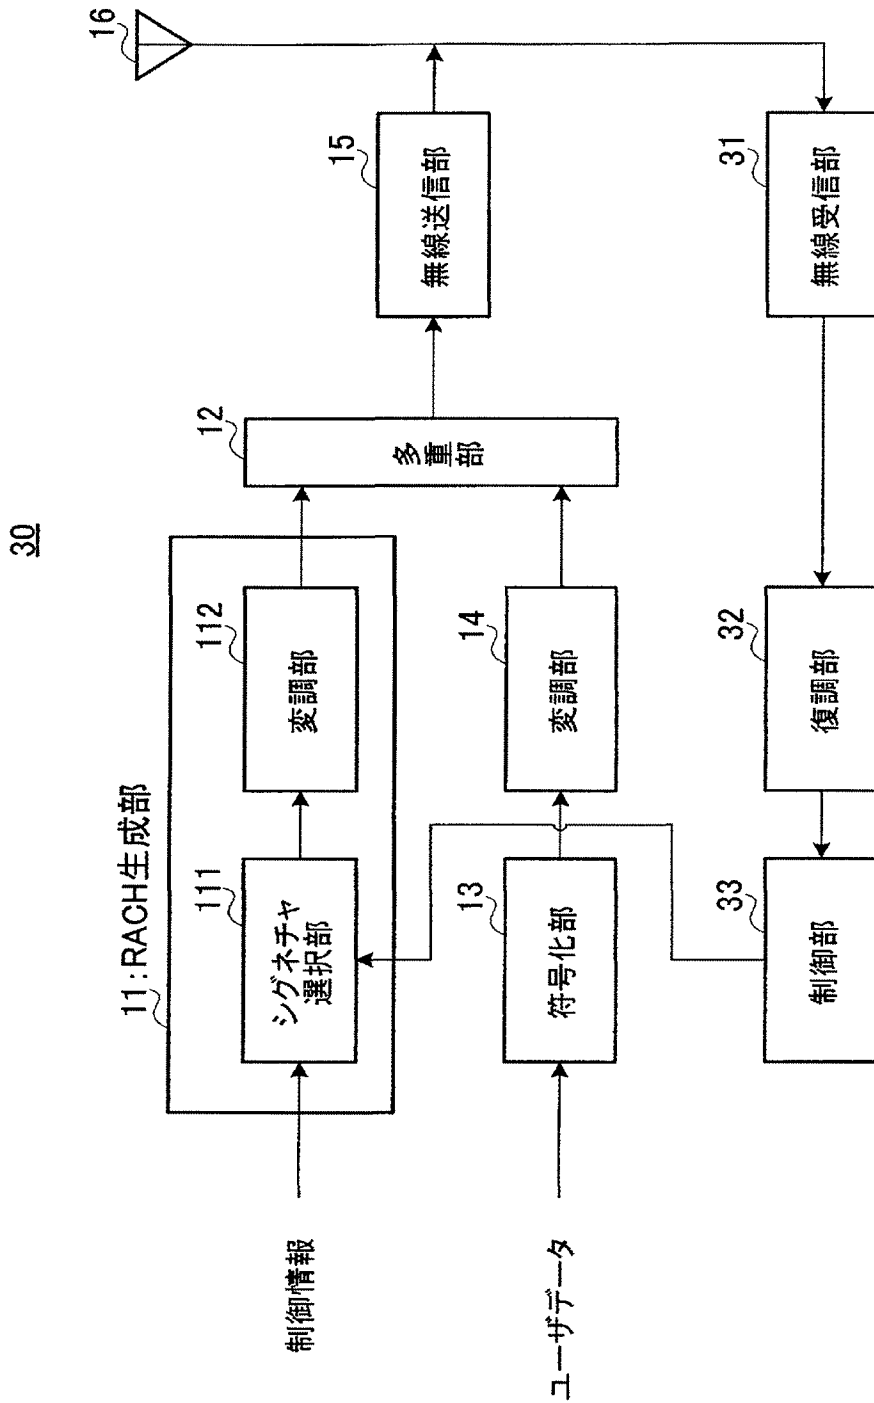 30
16
11:RACH生成部
111
シグネチャ
選択部
112
変調部
12
多重部
15
無線送信部
制御情報
13
符号化部
14
変調部
ユーザデータ
33
制御部
32
復調部
31
無線受信部